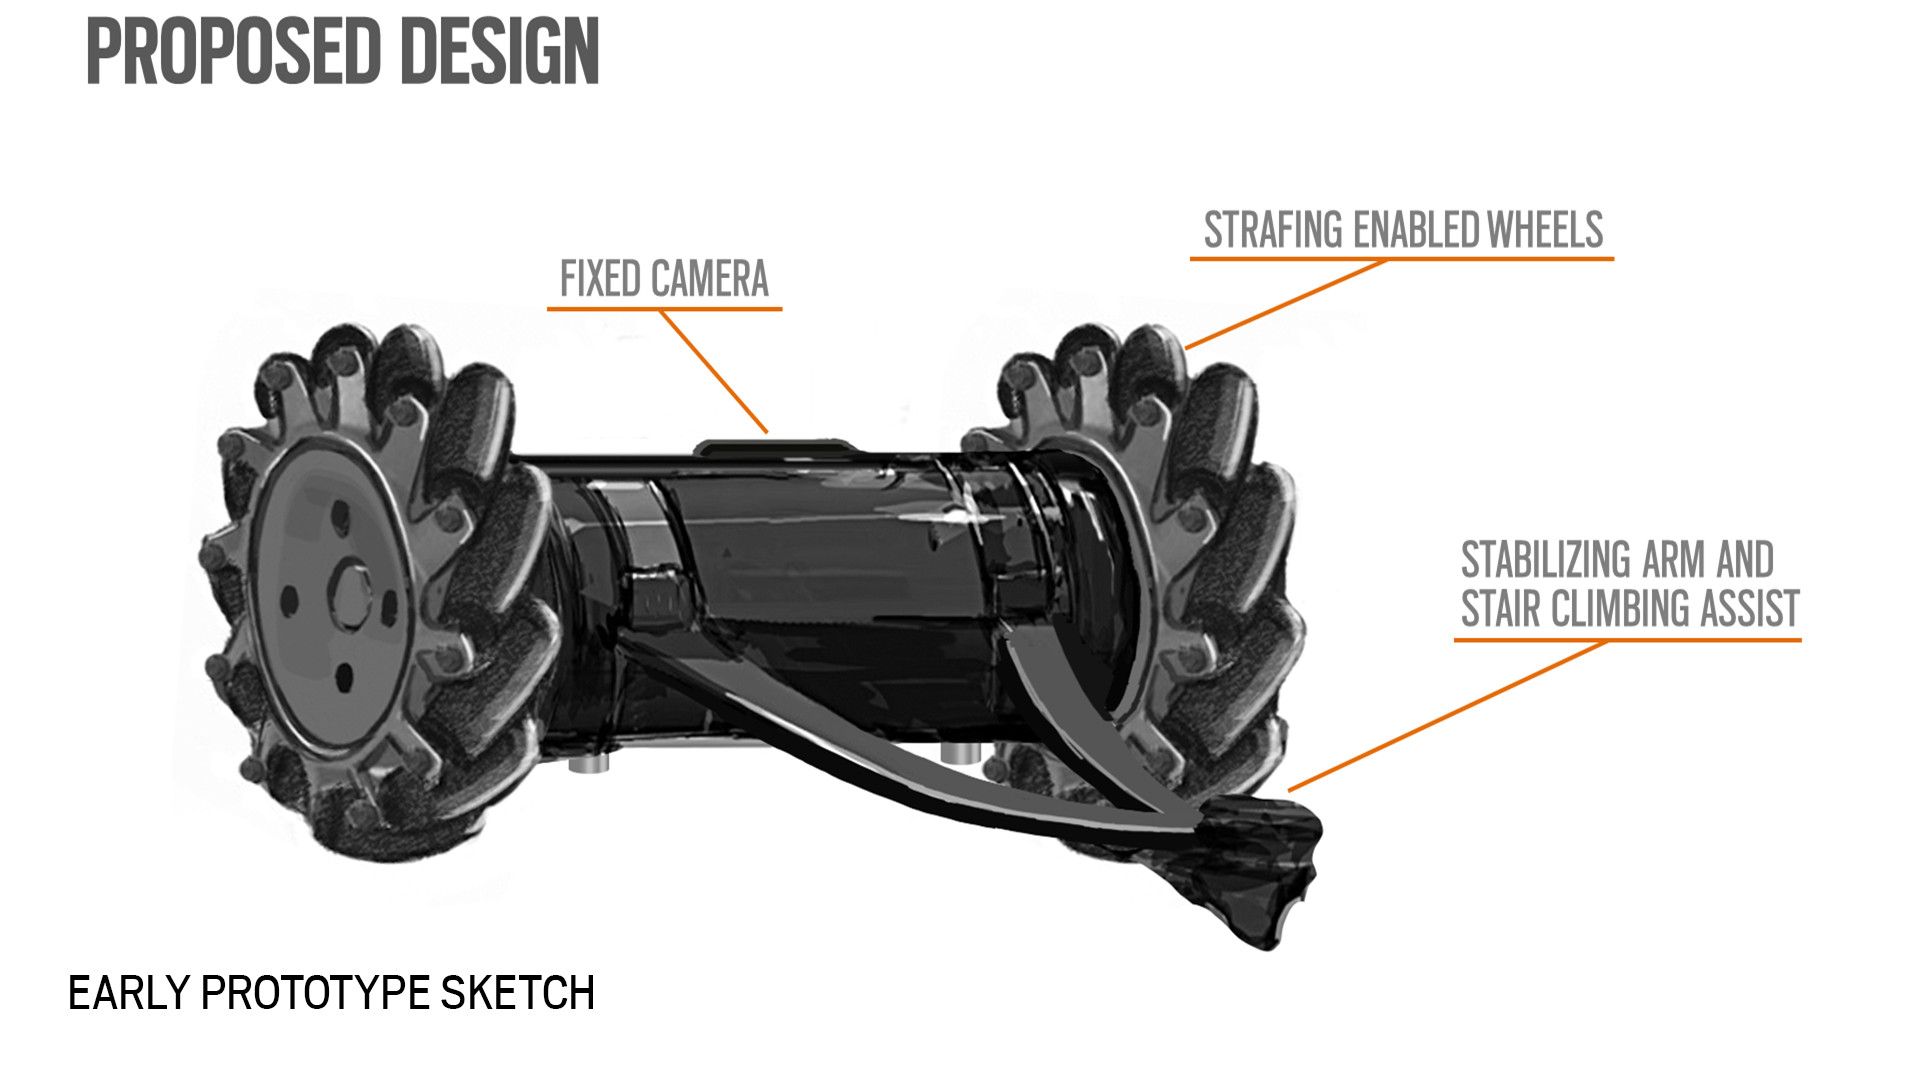 PROPOSED DESIGN
STRAFING ENABLED WHEELS
FIXED CAMERA
STABILIZING ARM AND
STAIR CLIMBING ASSIST
EARLY PROTOTYPE SKETCH